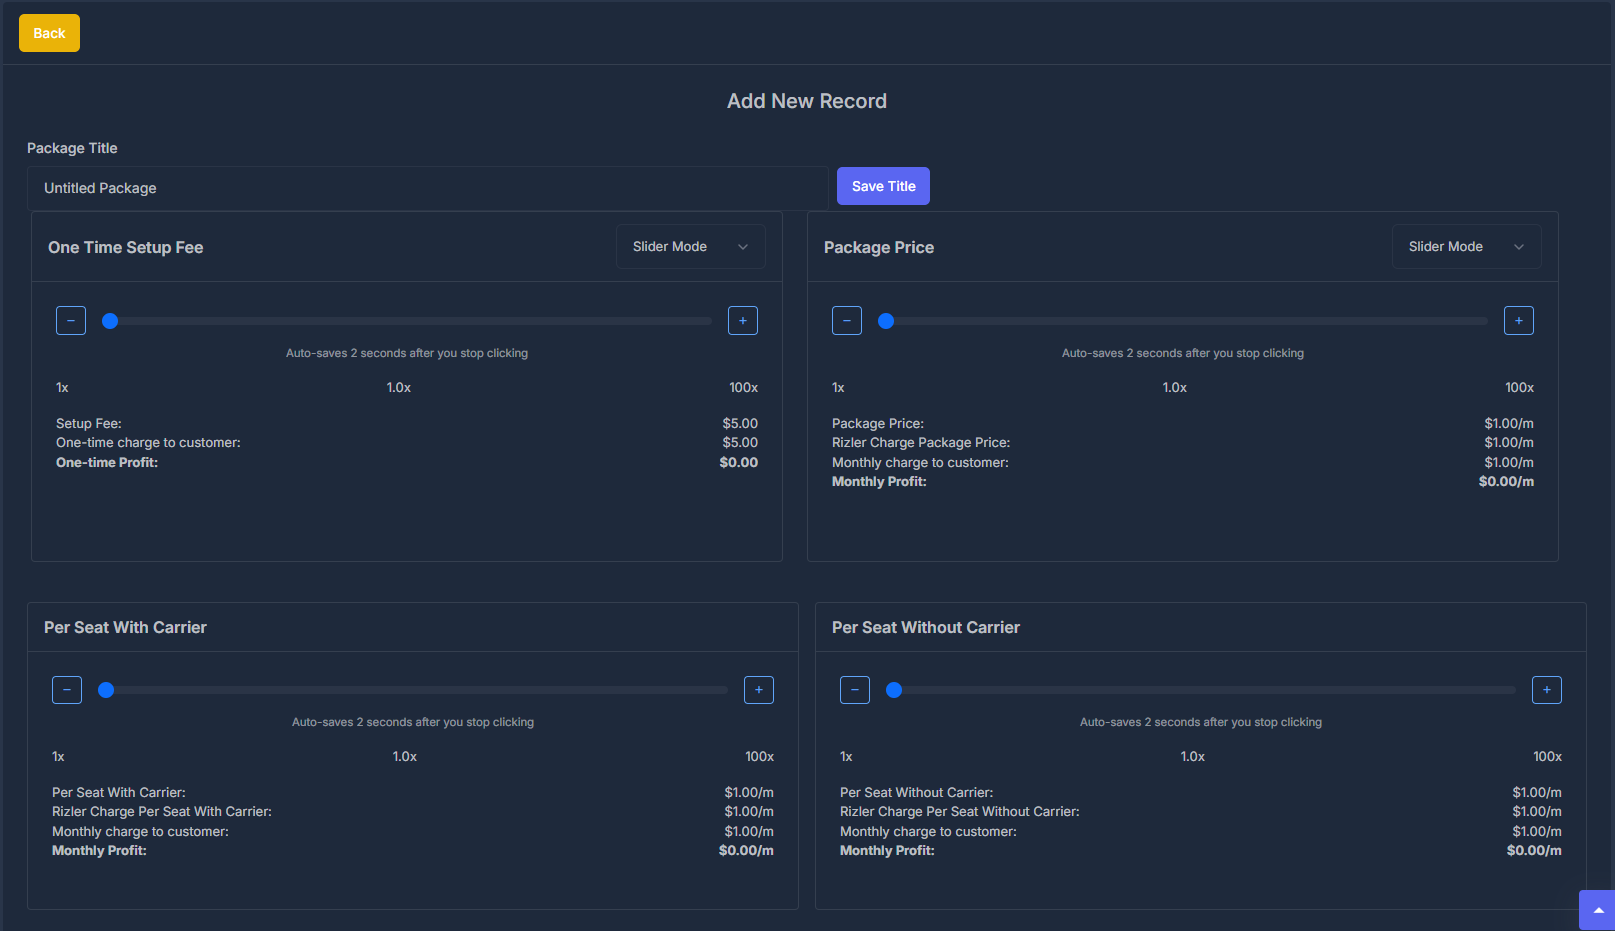 Back
Add New Record
Package Title
Untitled Package
Save Title
One Time Setup Fee
Slider Mode
−
+
Auto-saves 2 seconds after you stop clicking
1x 1.0x 100x
Setup Fee: $5.00
One-time charge to customer: $5.00
One-time Profit: $0.00
Package Price
Slider Mode
−
+
Auto-saves 2 seconds after you stop clicking
1x 1.0x 100x
Package Price: $1.00/m
Rizler Charge Package Price: $1.00/m
Monthly charge to customer: $1.00/m
Monthly Profit: $0.00/m
Per Seat With Carrier
−
+
Auto-saves 2 seconds after you stop clicking
1x 1.0x 100x
Per Seat With Carrier: $1.00/m
Rizler Charge Per Seat With Carrier: $1.00/m
Monthly charge to customer: $1.00/m
Monthly Profit: $0.00/m
Per Seat Without Carrier
−
+
Auto-saves 2 seconds after you stop clicking
1x 1.0x 100x
Per Seat Without Carrier: $1.00/m
Rizler Charge Per Seat Without Carrier: $1.00/m
Monthly charge to customer: $1.00/m
Monthly Profit: $0.00/m